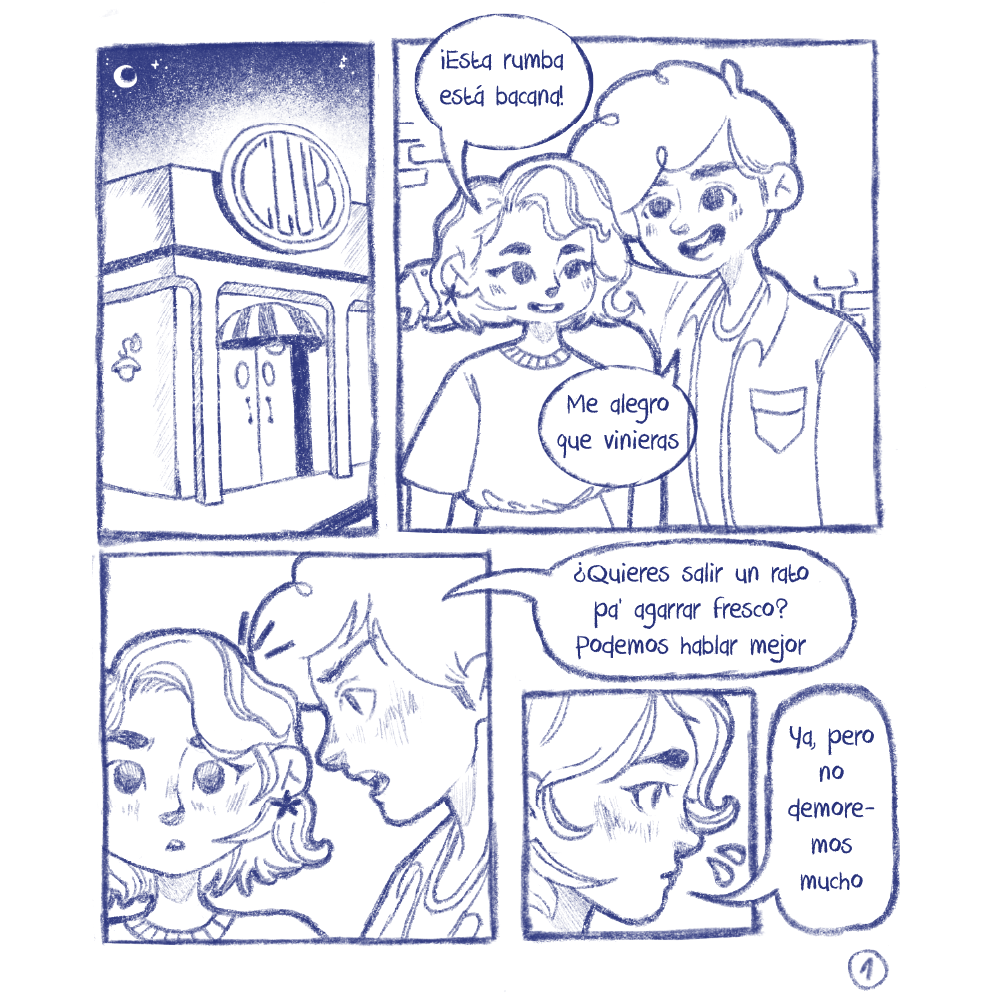 CLUB
¡Esta rumba
está bacana!
Me alegro
que vinieras
¿Quieres salir un rato
pa' agarrar fresco?
Podemos hablar mejor
Ya, pero
no
demore-
mos
mucho
1